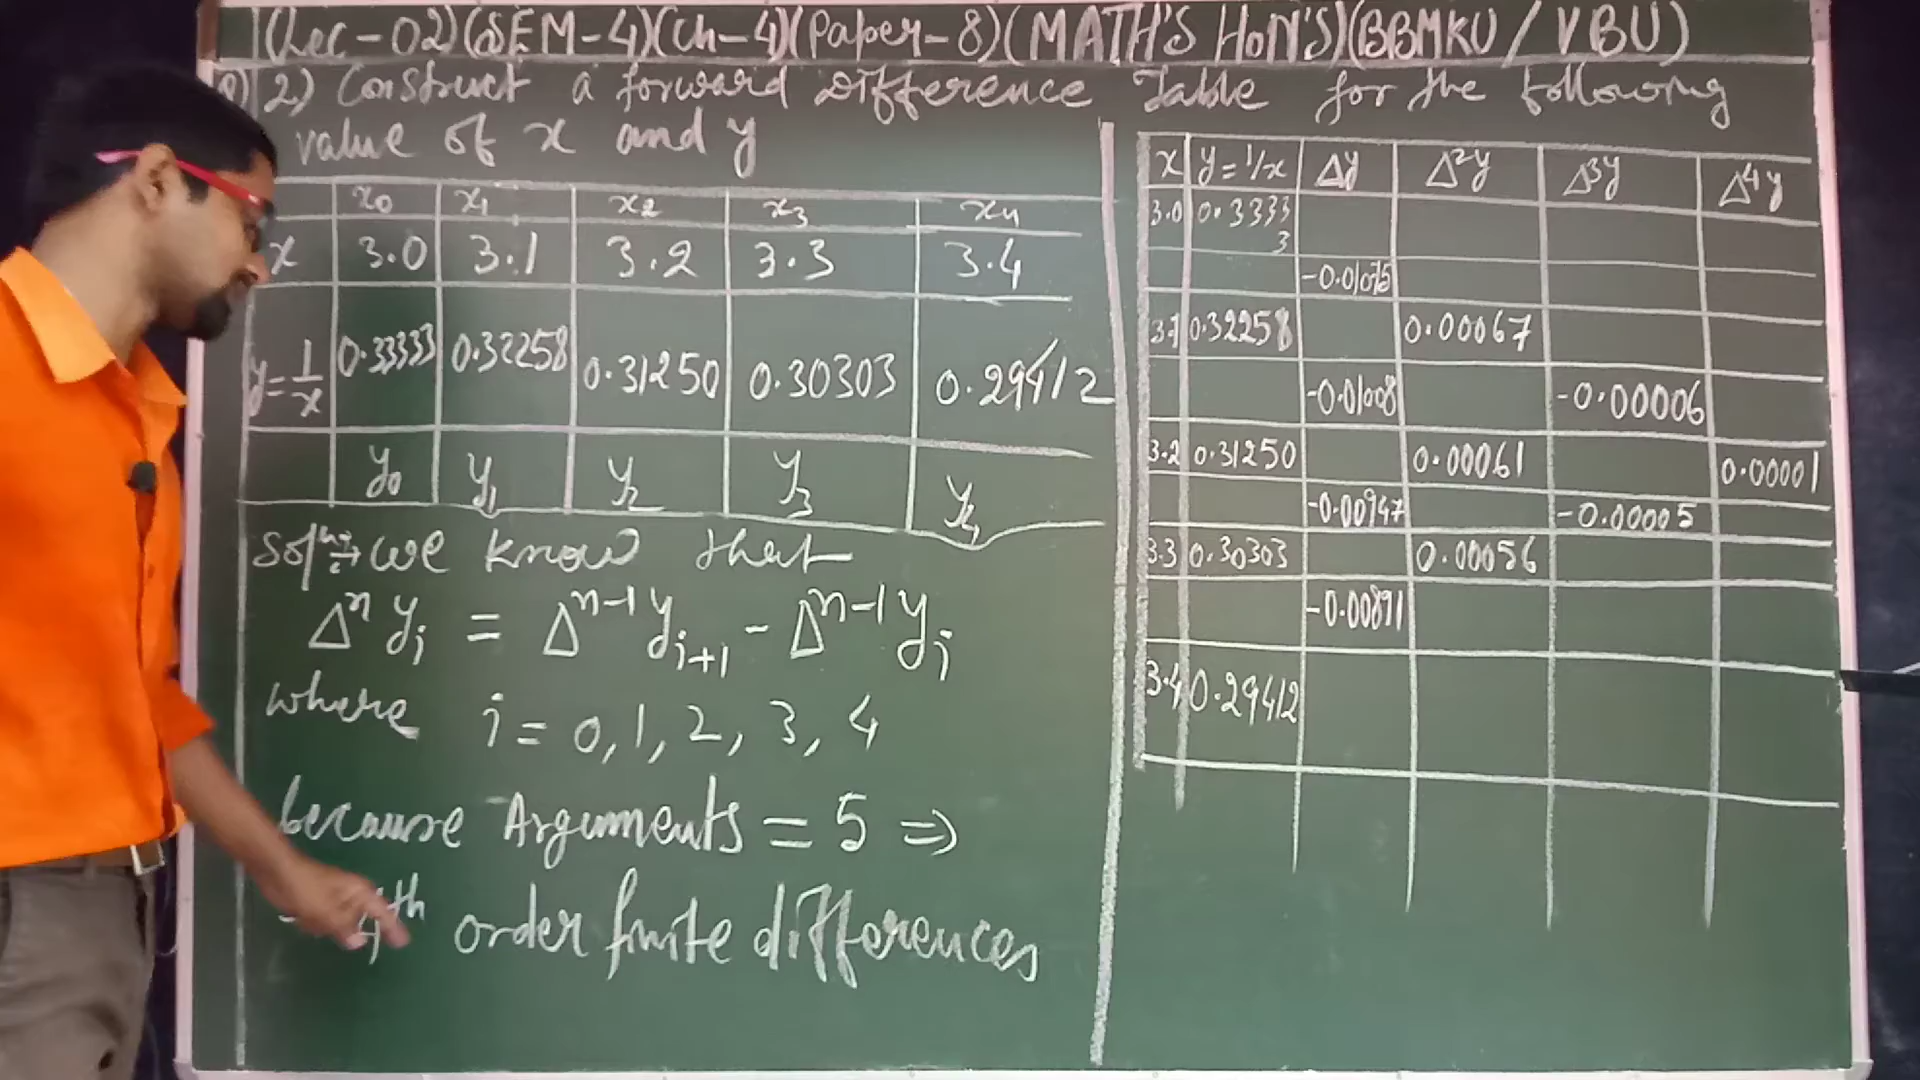 (Lec-02)(SEM-4)(Ch-4)(Paper-8)(MATH'S HON'S)(BBMKU/VBU)
Q) 2) Construct a forward Difference Table for the following
value of x and y
x₀ x₁ x₂ x₃ x₄
x 3.0 3.1 3.2 3.3 3.4
y=1/x 0.33333 0.32258 0.31250 0.30303 0.29412
y₀ y₁ y₂ y₃ y₄
Solⁿ:→ we know that
Δⁿ yᵢ = Δⁿ⁻¹ yᵢ₊₁ - Δⁿ⁻¹ yᵢ
where i = 0, 1, 2, 3, 4
because Arguments = 5 ⇒
4th order finite differences
x y=1/x Δy Δ²y Δ³y Δ⁴y
3.0 0.33333
-0.01075
3.1 0.32258 0.00067
-0.01008 -0.00006
3.2 0.31250 0.00061 0.00001
-0.00947 -0.00005
3.3 0.30303 0.00056
-0.00891
3.4 0.29412